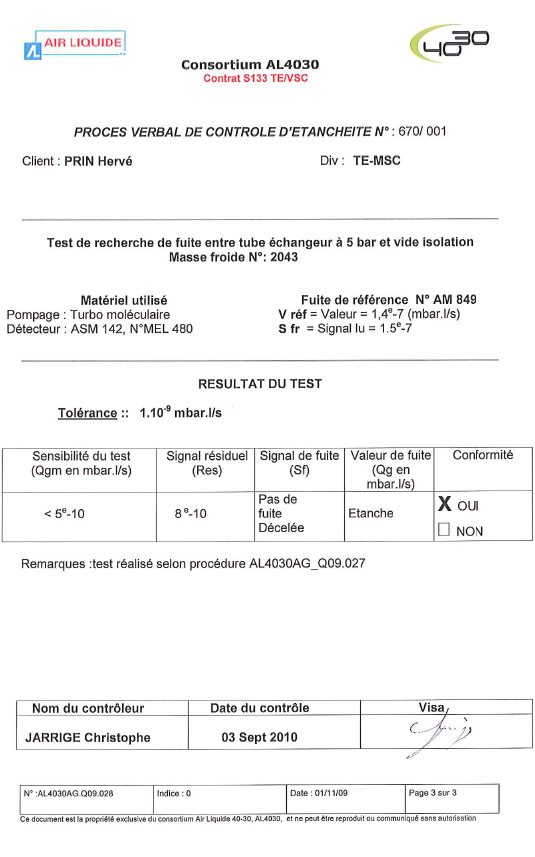 AL AIR LIQUIDE
4030
Consortium AL4030
Contrat S133 TE/VSC
PROCES VERBAL DE CONTROLE D'ETANCHEITE N° : 670/ 001
Client : PRIN Hervé Div : TE-MSC
Test de recherche de fuite entre tube échangeur à 5 bar et vide isolation
Masse froide N°: 2043
Matériel utilisé
Pompage : Turbo moléculaire
Détecteur : ASM 142, N°MEL 480
Fuite de référence N° AM 849
V réf = Valeur = 1,4e-7 (mbar.l/s)
S fr = Signal lu = 1.5e-7
RESULTAT DU TEST
Tolérance :: 1.10-9 mbar.l/s
Sensibilité du test
(Qgm en mbar.l/s)
Signal résiduel
(Res)
Signal de fuite
(Sf)
Valeur de fuite
(Qg en
mbar.l/s)
Conformité
< 5e-10
8 e-10
Pas de
fuite
Décelée
Etanche
X OUI
NON
Remarques :test réalisé selon procédure AL4030AG_Q09.027
Nom du contrôleur Date du contrôle Visa
JARRIGE Christophe 03 Sept 2010
N° :AL4030AG.Q09.028 Indice : 0 Date : 01/11/09 Page 3 sur 3
Ce document est la propriété exclusive du consortium Air Liquide 40-30, AL4030, et ne peut être reproduit ou communiqué sans autorisation